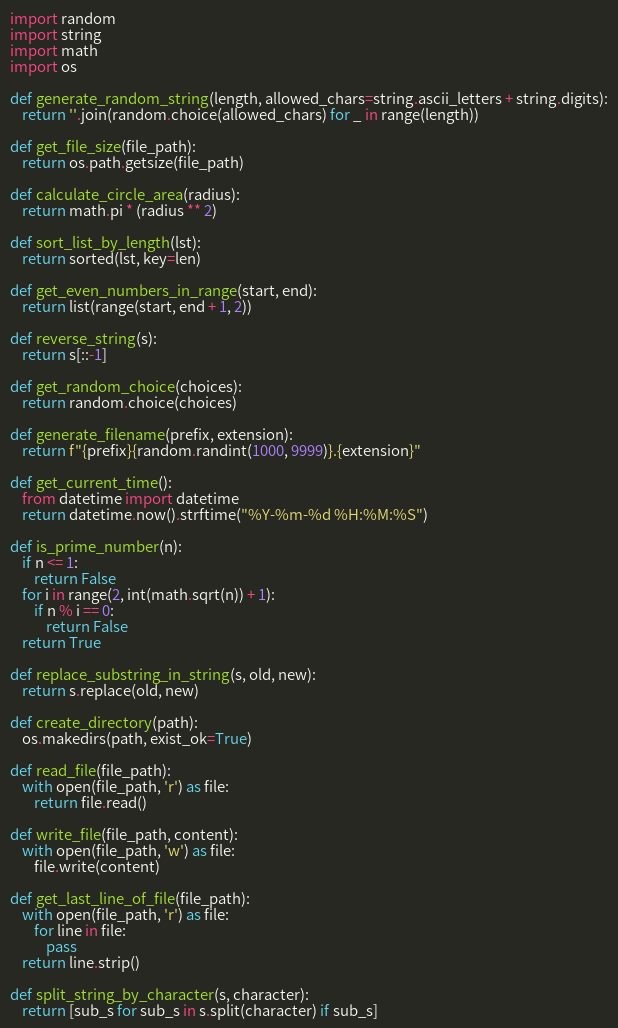 import random
import string
import math
import os

def generate_random_string(length, allowed_chars=string.ascii_letters + string.digits):
    return ''.join(random.choice(allowed_chars) for _ in range(length))

def get_file_size(file_path):
    return os.path.getsize(file_path)

def calculate_circle_area(radius):
    return math.pi * (radius ** 2)

def sort_list_by_length(lst):
    return sorted(lst, key=len)

def get_even_numbers_in_range(start, end):
    return list(range(start, end + 1, 2))

def reverse_string(s):
    return s[::-1]

def get_random_choice(choices):
    return random.choice(choices)

def generate_filename(prefix, extension):
    return f"{prefix}{random.randint(1000, 9999)}.{extension}"

def get_current_time():
    from datetime import datetime
    return datetime.now().strftime("%Y-%m-%d %H:%M:%S")

def is_prime_number(n):
    if n <= 1:
        return False
    for i in range(2, int(math.sqrt(n)) + 1):
        if n % i == 0:
            return False
    return True

def replace_substring_in_string(s, old, new):
    return s.replace(old, new)

def create_directory(path):
    os.makedirs(path, exist_ok=True)

def read_file(file_path):
    with open(file_path, 'r') as file:
        return file.read()

def write_file(file_path, content):
    with open(file_path, 'w') as file:
        file.write(content)

def get_last_line_of_file(file_path):
    with open(file_path, 'r') as file:
        for line in file:
            pass
    return line.strip()

def split_string_by_character(s, character):
    return [sub_s for sub_s in s.split(character) if sub_s]